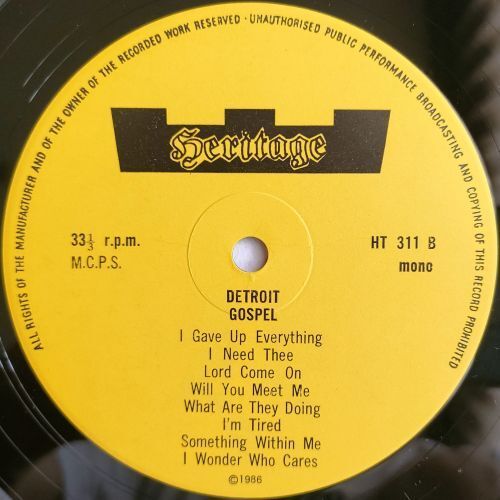 ALL RIGHTS OF THE MANUFACTURER AND OF THE OWNER OF THE RECORDED WORK RESERVED · UNAUTHORISED PUBLIC PERFORMANCE BROADCASTING AND COPYING OF THIS RECORD PROHIBITED
Heritage
33⅓ r.p.m.
M.C.P.S.
HT 311 B
mono
DETROIT
GOSPEL
I Gave Up Everything
I Need Thee
Lord Come On
Will You Meet Me
What Are They Doing
I'm Tired
Something Within Me
I Wonder Who Cares
©1986